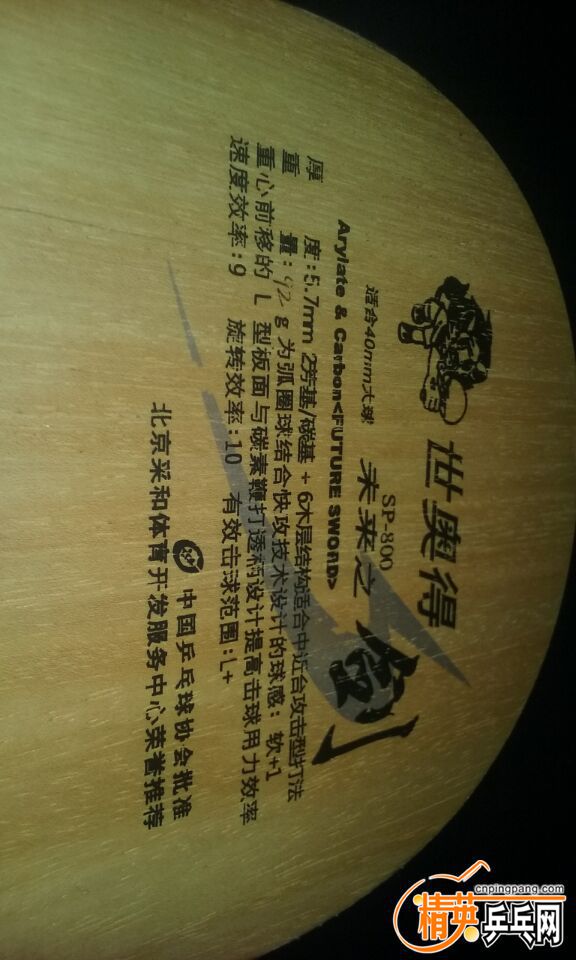 世奥得
SP-800
适合40mm大球 未来之剑
Arylate & Carbon<FUTURE SWORD>
厚 度:5.7mm 2芳基/碳基+6木层结构适合中近台攻击型打法
重 量:92g 为弧圈球结合快攻技术设计的球感:软+1
重心前移的L型板面与碳素鞭打透柄设计提高击球用力效率
速度效率:9 旋转效率:10 有效击球范围:L+
中国乒乓球协会批准
北京采和体育开发服务中心荣誉推荐
cnpingpang.com
精英乒乓网